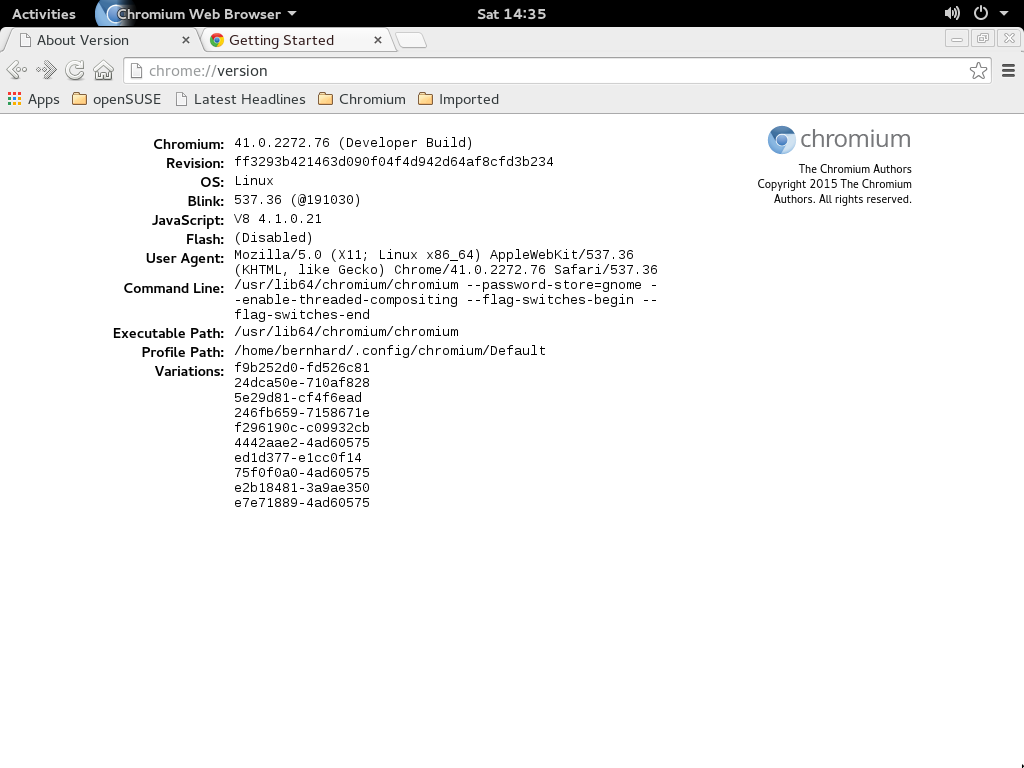 Activities Chromium Web Browser Sat 14:35
About Version Getting Started
chrome://version
Apps openSUSE Latest Headlines Chromium Imported
chromium
The Chromium Authors
Copyright 2015 The Chromium
Authors. All rights reserved.
Chromium: 41.0.2272.76 (Developer Build)
Revision: ff3293b421463d090f04f4d942d64af8cfd3b234
OS: Linux
Blink: 537.36 (@191030)
JavaScript: V8 4.1.0.21
Flash: (Disabled)
User Agent: Mozilla/5.0 (X11; Linux x86_64) AppleWebKit/537.36
(KHTML, like Gecko) Chrome/41.0.2272.76 Safari/537.36
Command Line: /usr/lib64/chromium/chromium --password-store=gnome -
-enable-threaded-compositing --flag-switches-begin --
flag-switches-end
Executable Path: /usr/lib64/chromium/chromium
Profile Path: /home/bernhard/.config/chromium/Default
Variations: f9b252d0-fd526c81
24dca50e-710af828
5e29d81-cf4f6ead
246fb659-7158671e
f296190c-c09932cb
4442aae2-4ad60575
ed1d377-e1cc0f14
75f0f0a0-4ad60575
e2b18481-3a9ae350
e7e71889-4ad60575